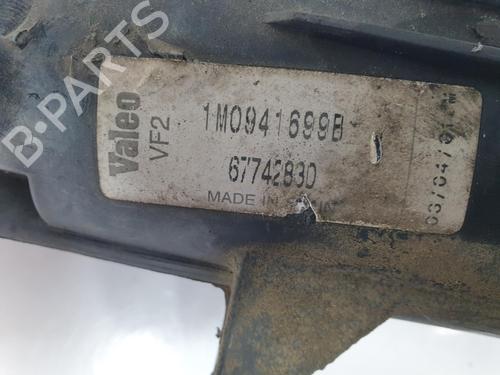 Valeo
VF2
1M0941699B
67742830
MADE IN
B-PARTS